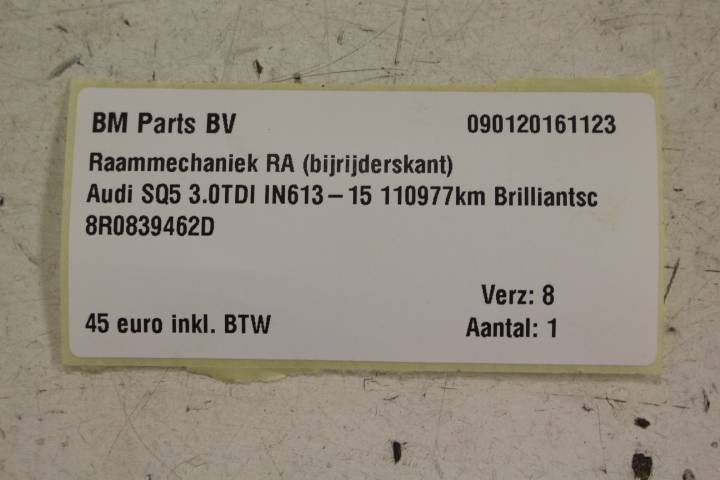 BM Parts BV 090120161123
Raammechaniek RA (bijrijderskant)
Audi SQ5 3.0TDI IN613-15 110977km Brilliantsc
8R0839462D
Verz: 8
45 euro inkl. BTW Aantal: 1